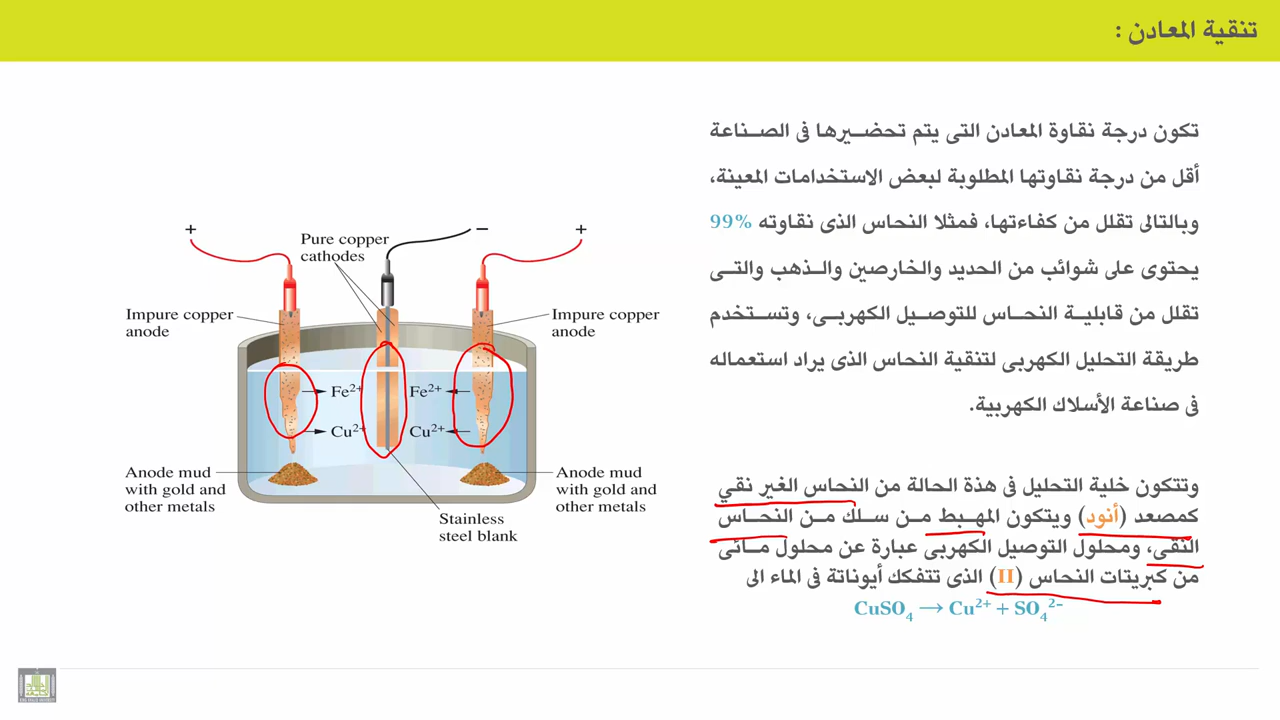 تنقية المعادن :
تكون درجة نقاوة المعادن التى يتم تحضيرها فى الصناعة
أقل من درجة نقاوتها المطلوبة لبعض الاستخدامات المعينة،
وبالتالى تقلل من كفاءتها، فمثلا النحاس الذى نقاوته 99%
يحتوى على شوائب من الحديد والخارصين والذهب والتى
تقلل من قابلية النحاس للتوصيل الكهربى، وتستخدم
طريقة التحليل الكهربى لتنقية النحاس الذى يراد استعماله
فى صناعة الأسلاك الكهربية.
وتتكون خلية التحليل فى هذة الحالة من النحاس الغير نقي
كمصعد (أنود) ويتكون المهبط من سلك من النحاس
النقى، ومحلول التوصيل الكهربى عبارة عن محلول مائى
من كبريتات النحاس (II) الذى تتفكك أيوناتة فى الماء الى
CuSO₄ → Cu²⁺ + SO₄²⁻
+
−
+
Pure copper
cathodes
Impure copper
anode
Impure copper
anode
Fe²⁺
Fe²⁺
Cu²⁺
Cu²⁺
Anode mud
with gold and
other metals
Anode mud
with gold and
other metals
Stainless
steel blank